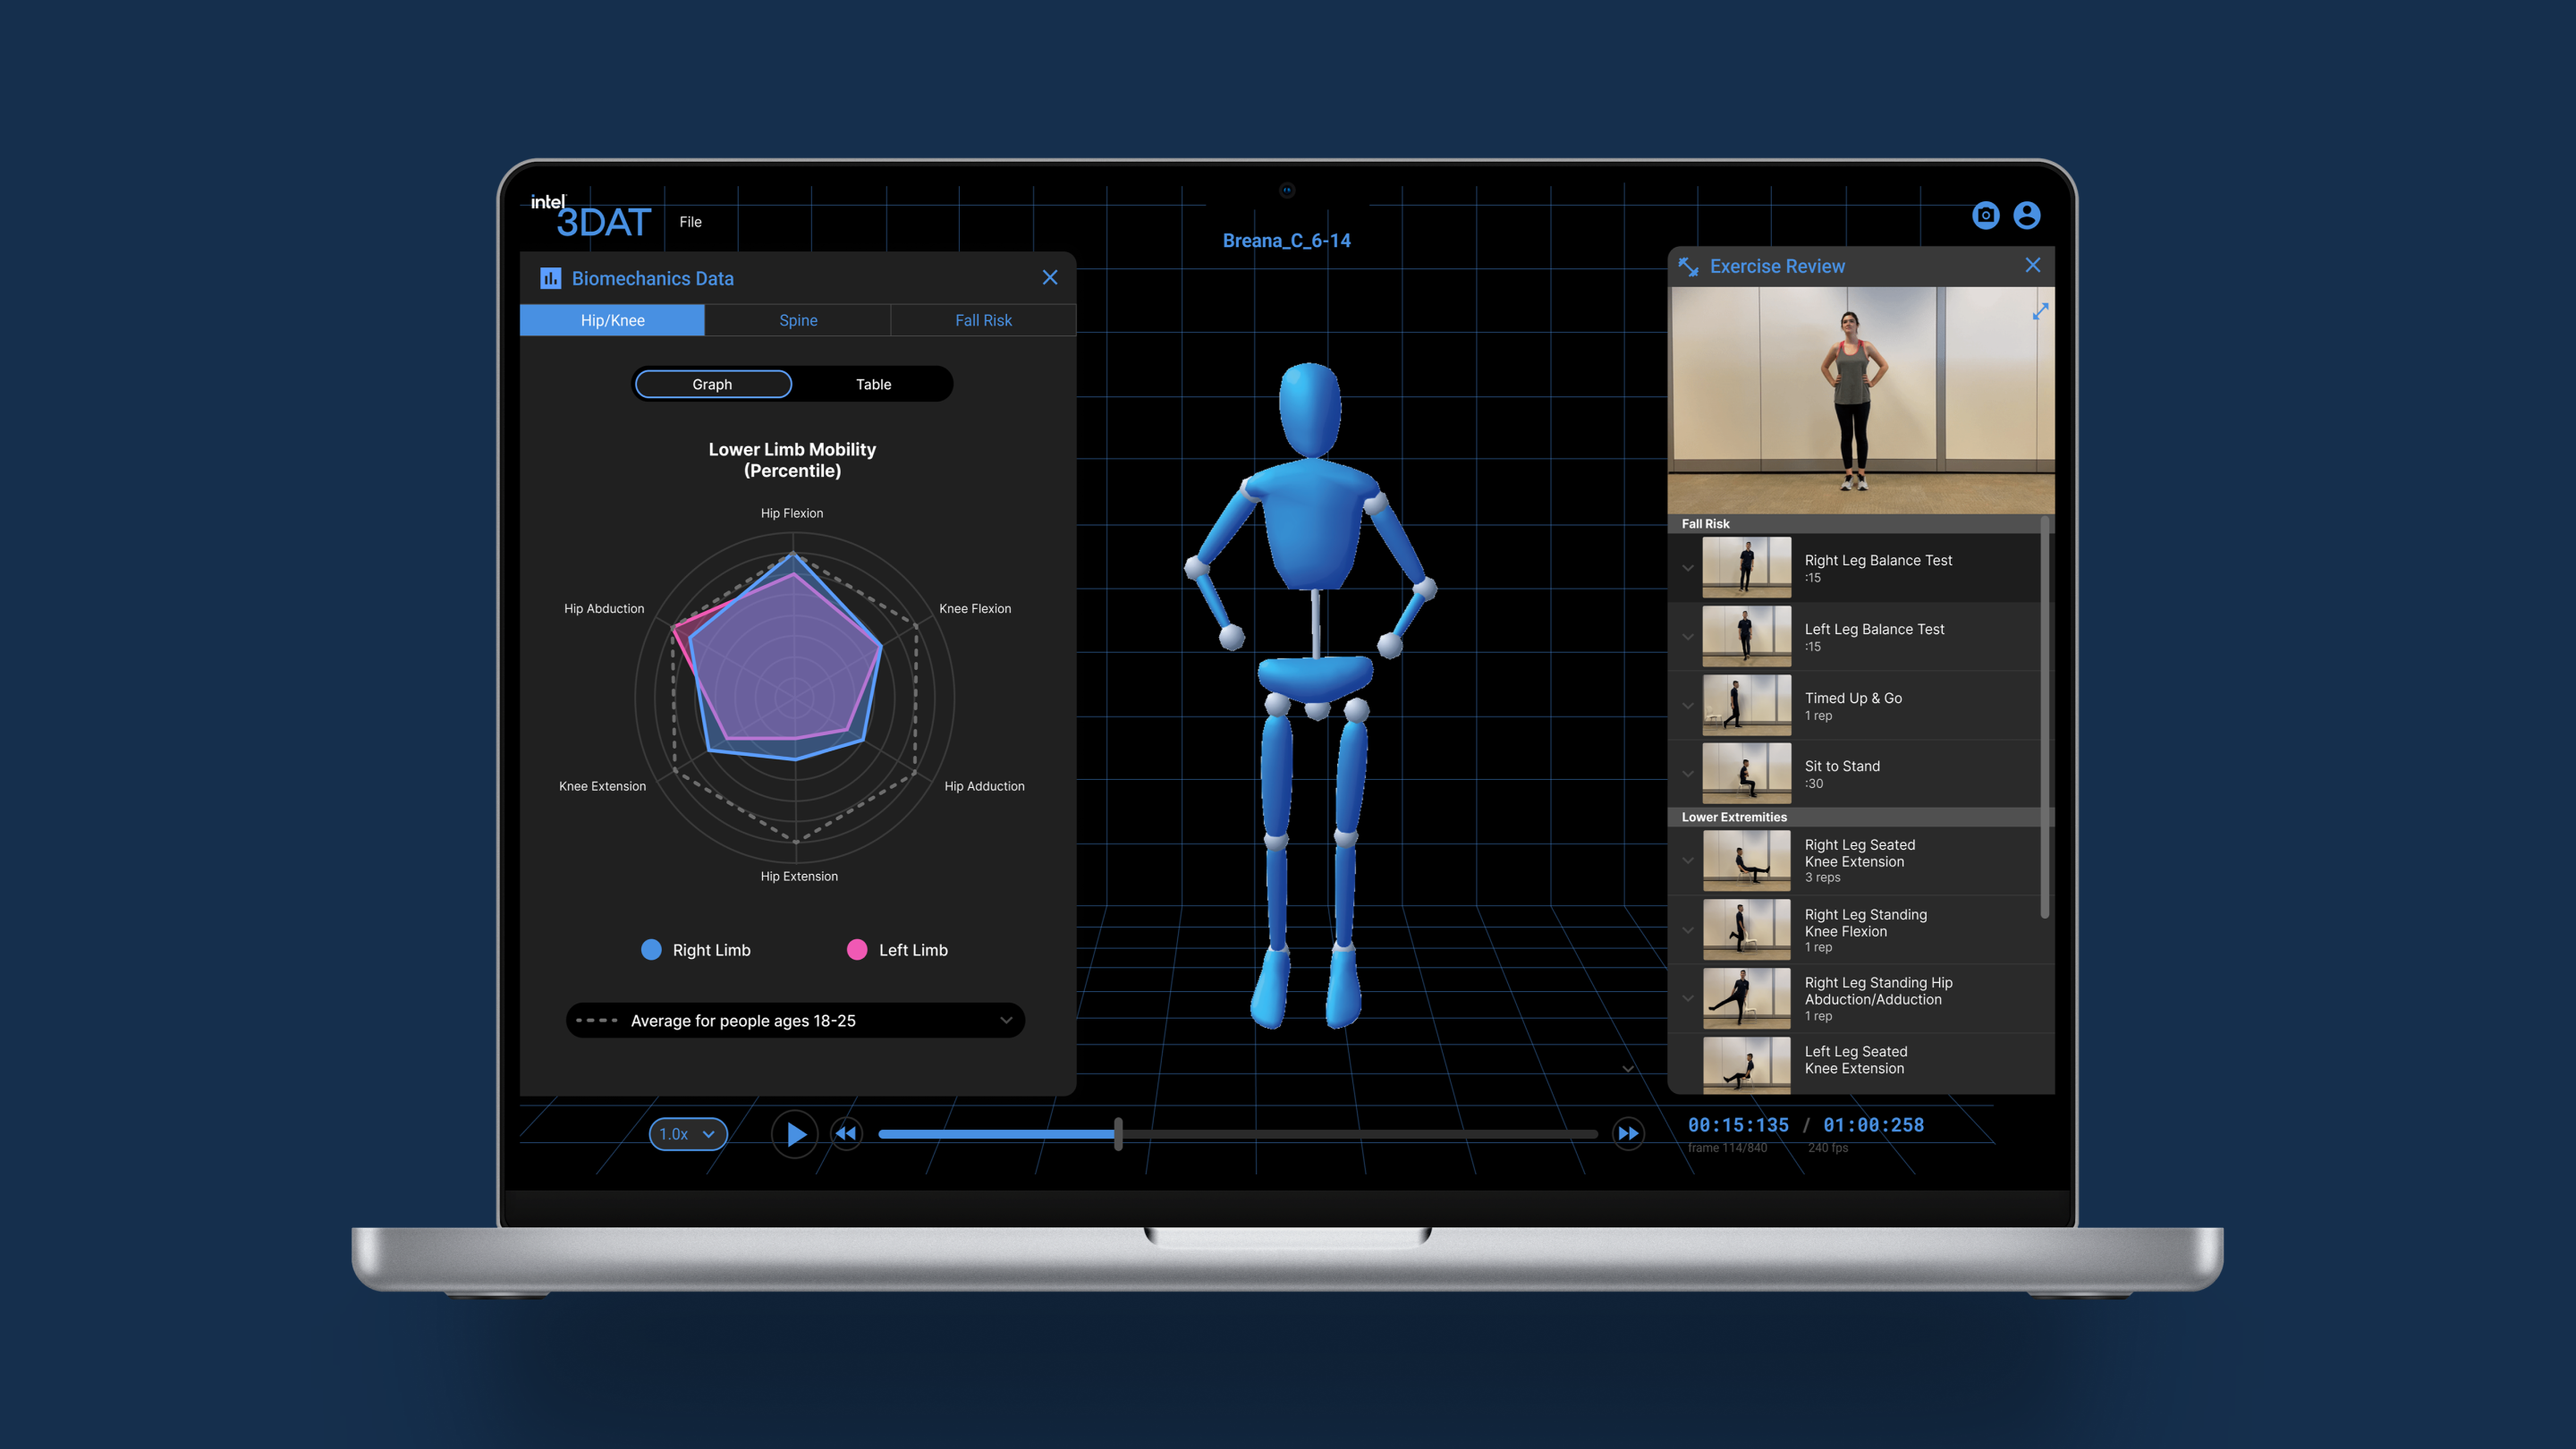 intel
3DAT
File
Breana_C_6-14
Biomechanics Data
Hip/Knee
Spine
Fall Risk
Graph
Table
Lower Limb Mobility
(Percentile)
Hip Flexion
Hip Abduction
Knee Flexion
Knee Extension
Hip Adduction
Hip Extension
Right Limb
Left Limb
Average for people ages 18-25
Exercise Review
Fall Risk
Right Leg Balance Test
:15
Left Leg Balance Test
:15
Timed Up & Go
1 rep
Sit to Stand
:30
Lower Extremities
Right Leg Seated
Knee Extension
3 reps
Right Leg Standing
Knee Flexion
1 rep
Right Leg Standing Hip
Abduction/Adduction
1 rep
Left Leg Seated
Knee Extension
1.0x
00:15:135 / 01:00:258
frame 114/840
240 fps